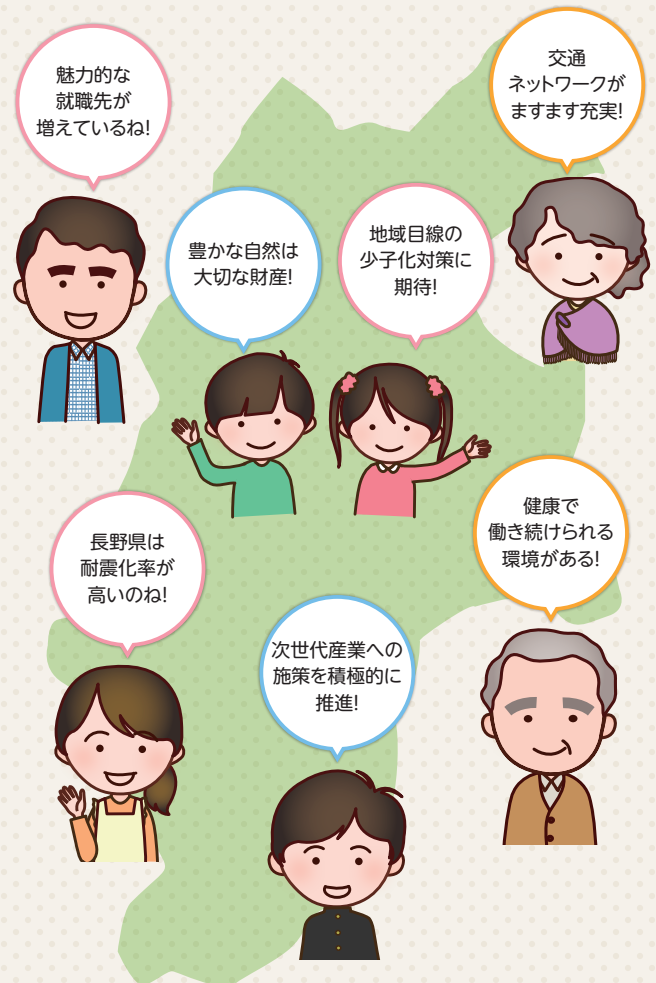 魅力的な
就職先が
増えているね!
交通
ネットワークが
ますます充実!
豊かな自然は
大切な財産!
地域目線の
少子化対策に
期待!
長野県は
耐震化率が
高いのね!
健康で
働き続けられる
環境がある!
次世代産業への
施策を積極的に
推進!